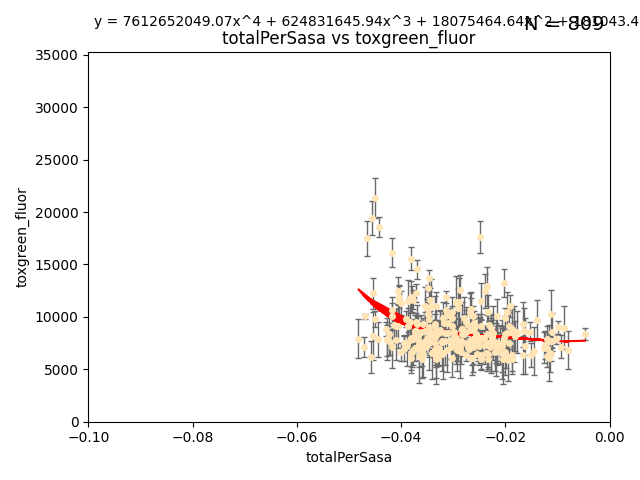 y = 7612652049.07x^4 + 624831645.94x^3 + 18075464.64x^2 +
N = 809
totalPerSasa vs toxgreen_fluor
35000
30000
25000
20000
15000
10000
5000
0
toxgreen_fluor
−0.10 −0.08 −0.06 −0.04 −0.02 0.00
totalPerSasa